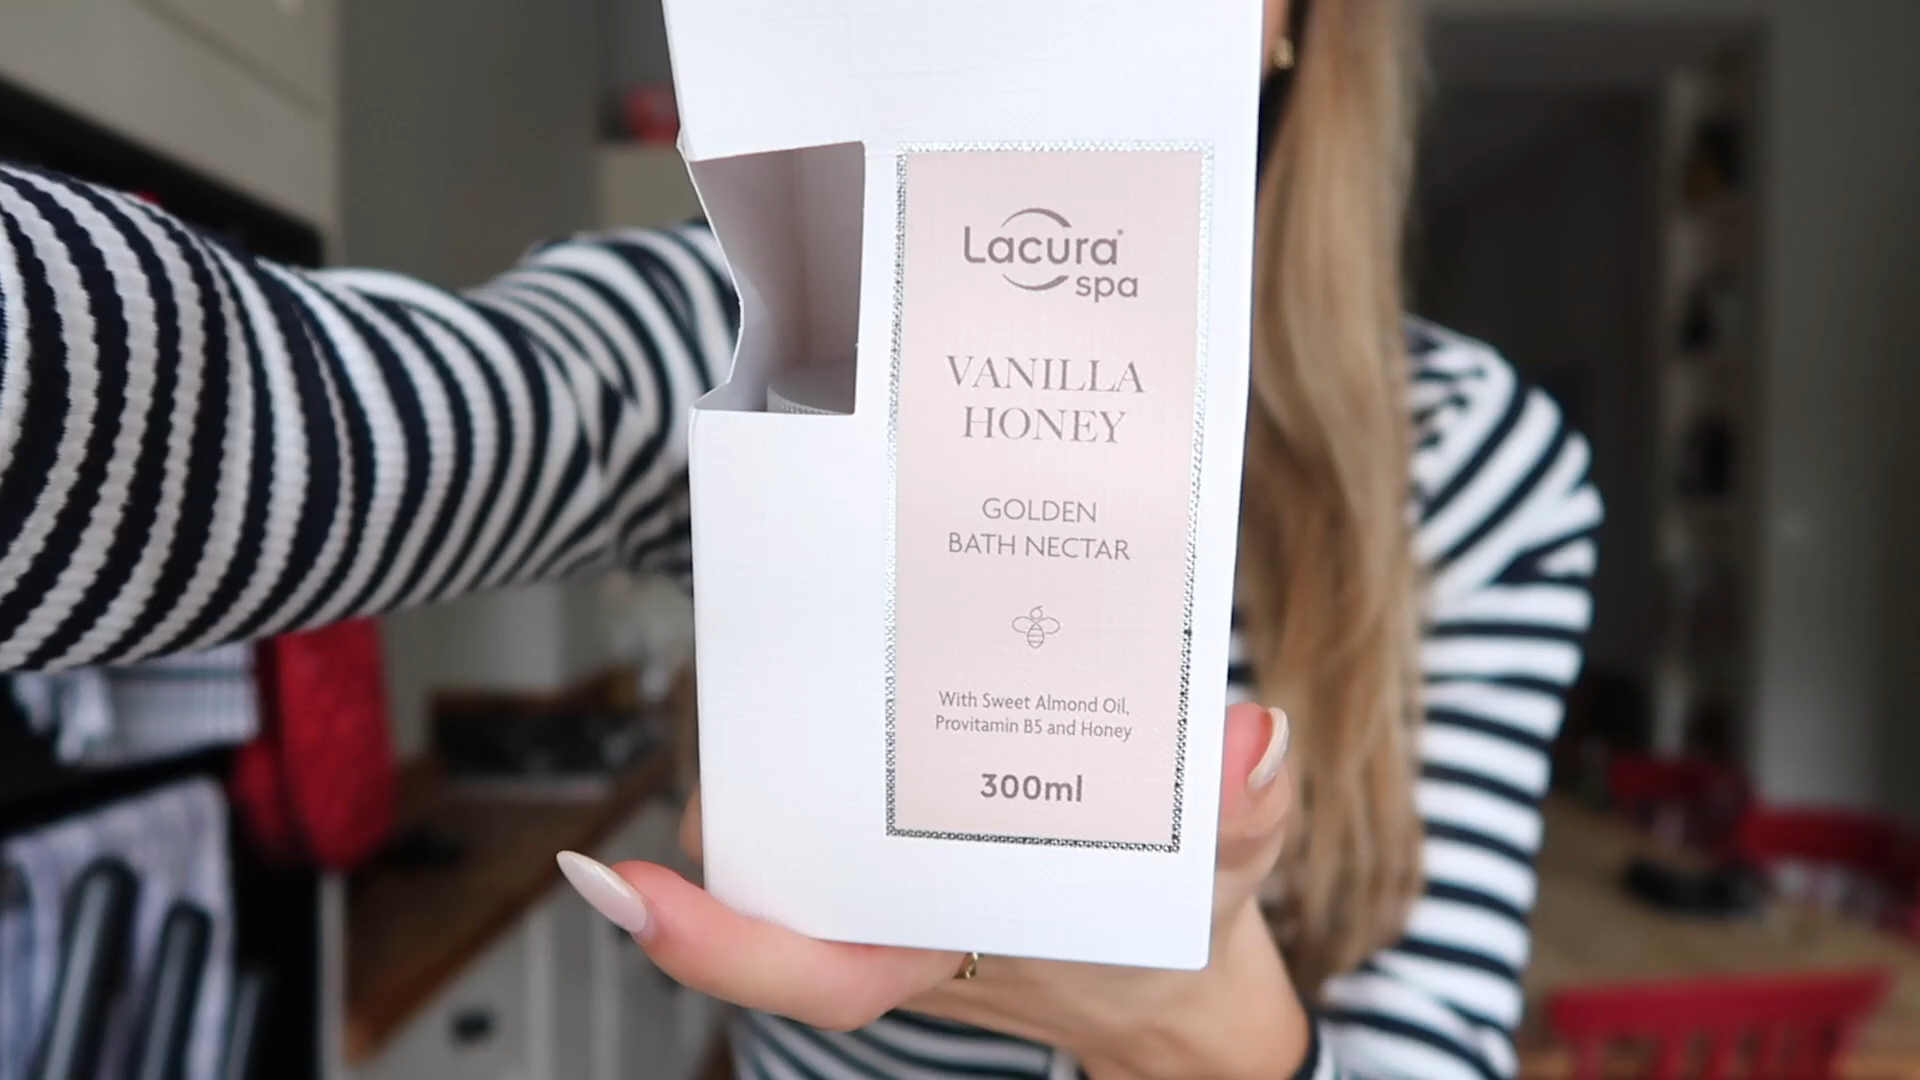 Lacura®
spa
VANILLA
HONEY
GOLDEN
BATH NECTAR
With Sweet Almond Oil,
Provitamin B5 and Honey
300ml